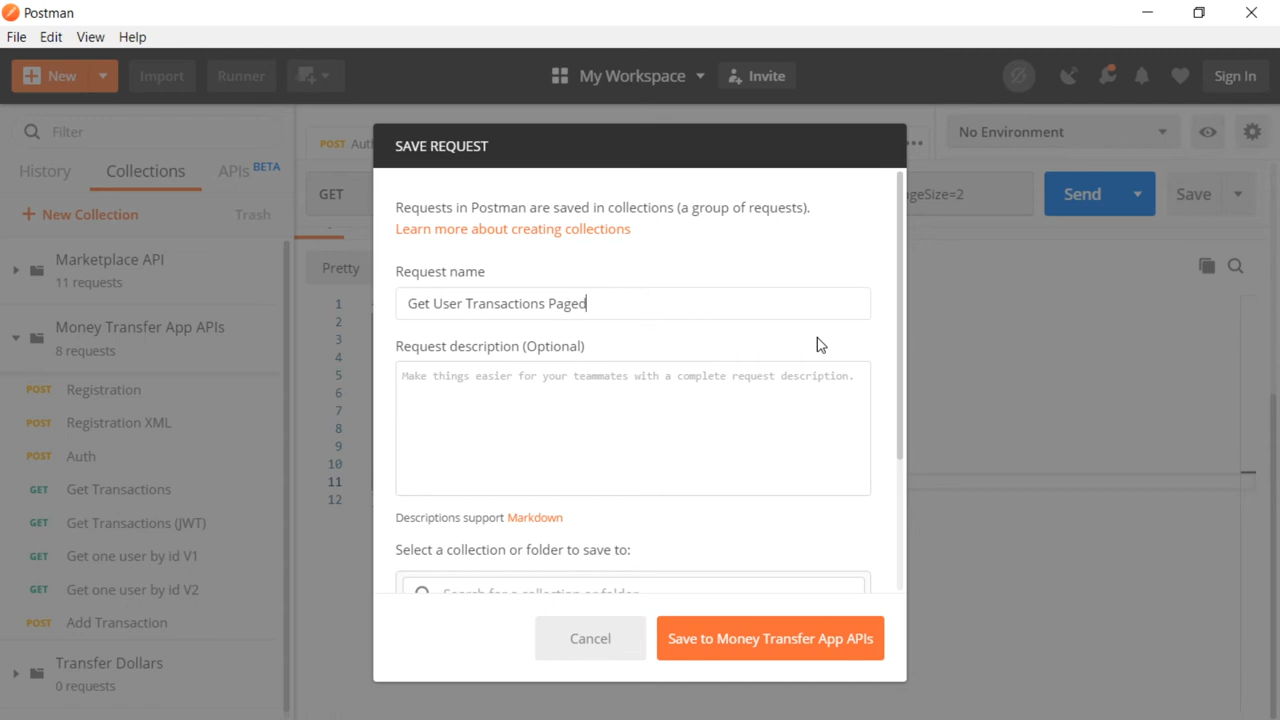 Postman
File Edit View Help
New Import Runner My Workspace Invite Sign In
Filter
History Collections APIs BETA
+ New Collection Trash
Marketplace API
11 requests
Money Transfer App APIs
8 requests
POST Registration
POST Registration XML
POST Auth
GET Get Transactions
GET Get Transactions (JWT)
GET Get one user by id V1
GET Get one user by id V2
POST Add Transaction
Transfer Dollars
0 requests
POST
No Environment
GET
Send Save
Pretty
1
2
3
4
5
6
7
8
9
10
11
12
SAVE REQUEST
Requests in Postman are saved in collections (a group of requests).
Learn more about creating collections
Request name
Get User Transactions Paged
Request description (Optional)
Make things easier for your teammates with a complete request description.
Descriptions support Markdown
Select a collection or folder to save to:
Search for a collection or folder
Cancel Save to Money Transfer App APIs